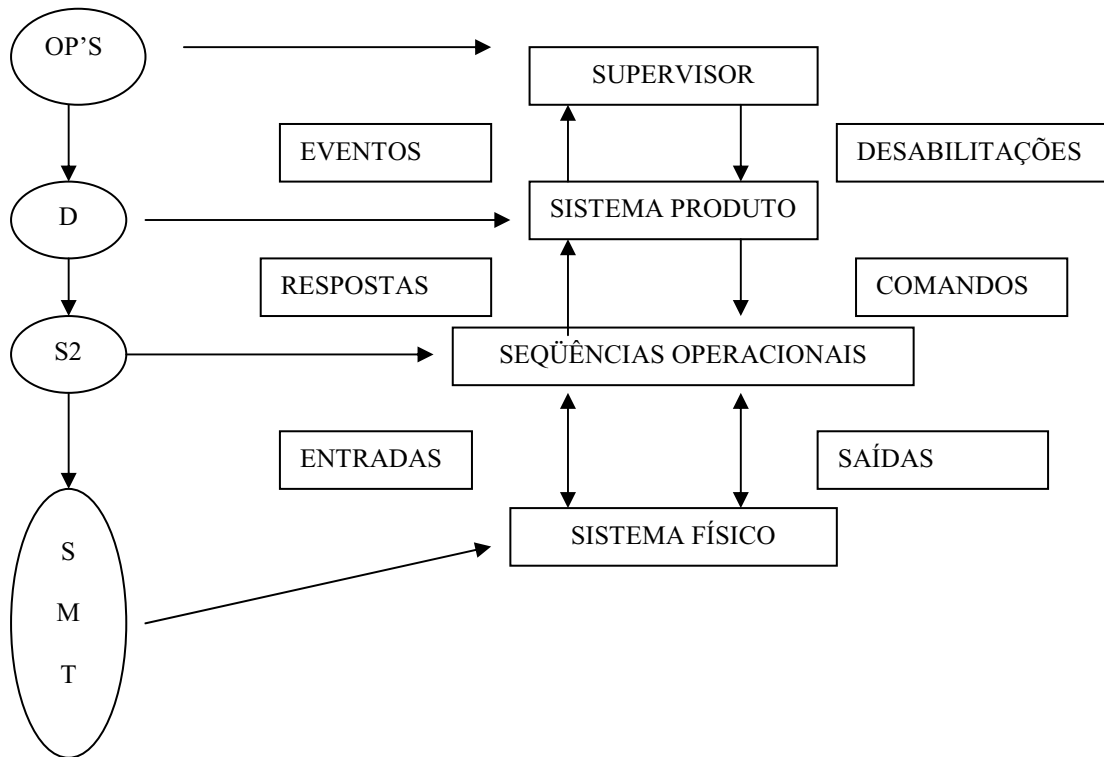 OP’S
SUPERVISOR
EVENTOS
DESABILITAÇÕES
D
SISTEMA PRODUTO
RESPOSTAS
COMANDOS
S2
SEQÜÊNCIAS OPERACIONAIS
ENTRADAS
SAÍDAS
SISTEMA FÍSICO
S
M
T